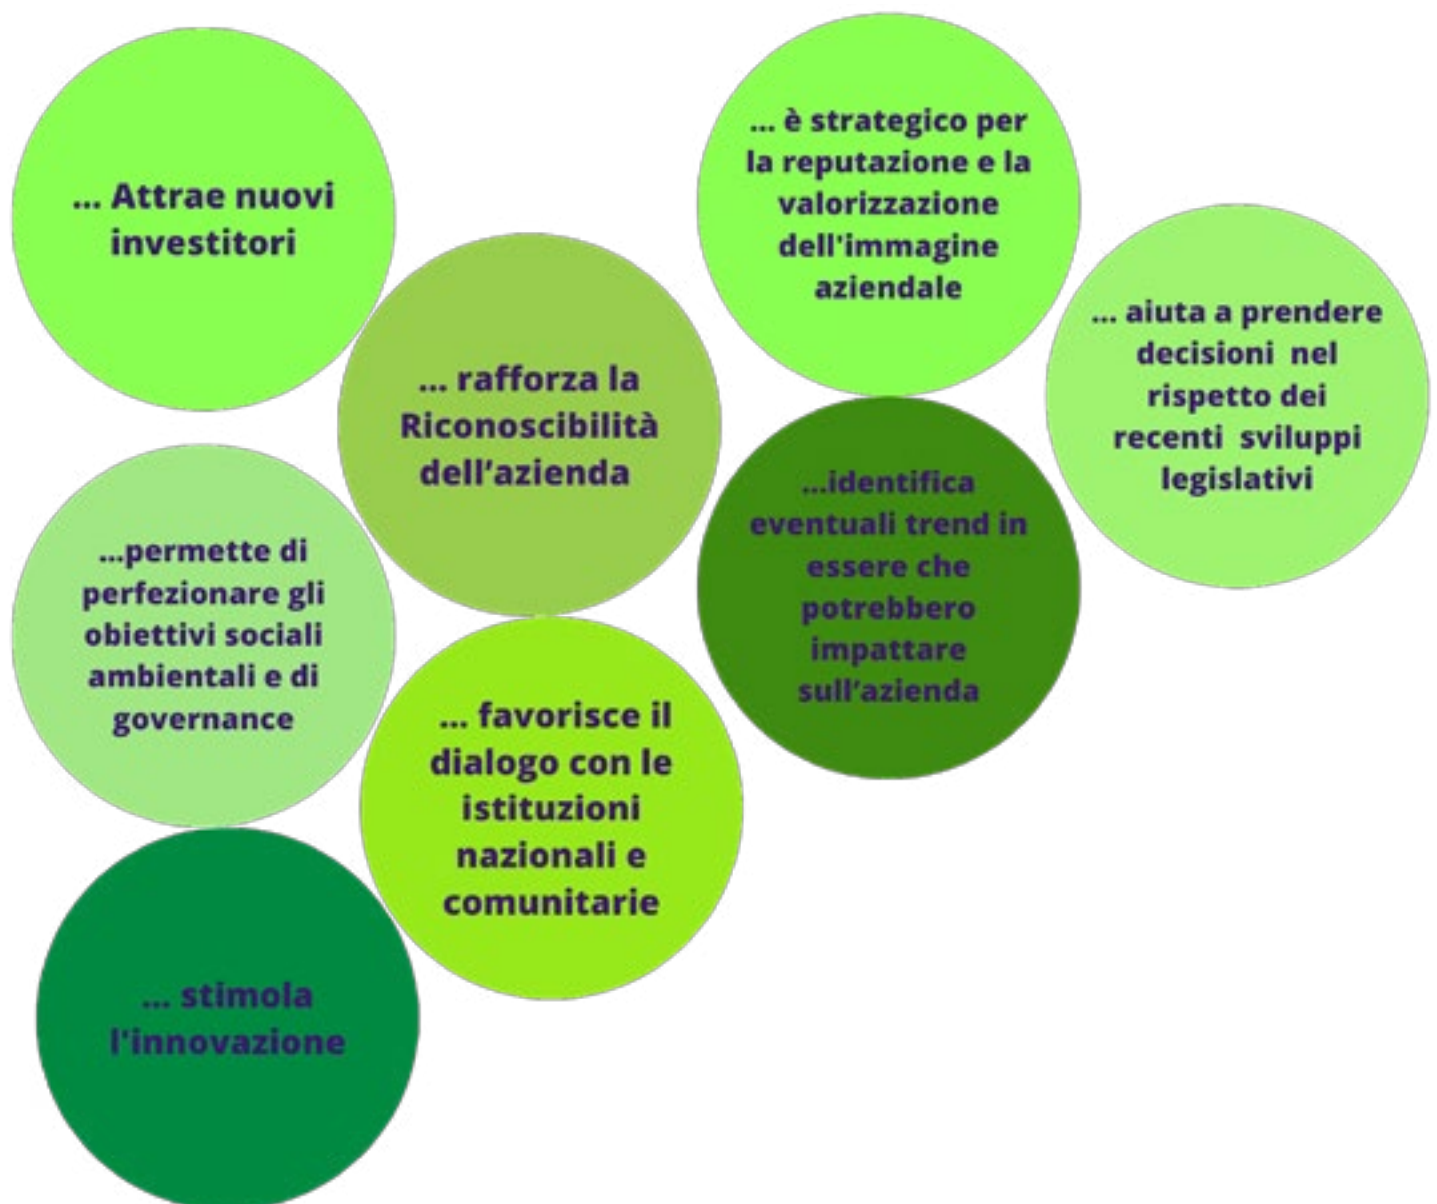 ... Attrae nuovi
investitori
... rafforza la
Riconoscibilità
dell’azienda
... è strategico per
la reputazione e la
valorizzazione
dell'immagine
aziendale
... aiuta a prendere
decisioni nel
rispetto dei
recenti sviluppi
legislativi
...permette di
perfezionare gli
obiettivi sociali
ambientali e di
governance
... favorisce il
dialogo con le
istituzioni
nazionali e
comunitarie
...identifica
eventuali trend in
essere che
potrebbero
impattare
sull’azienda
... stimola
l'innovazione